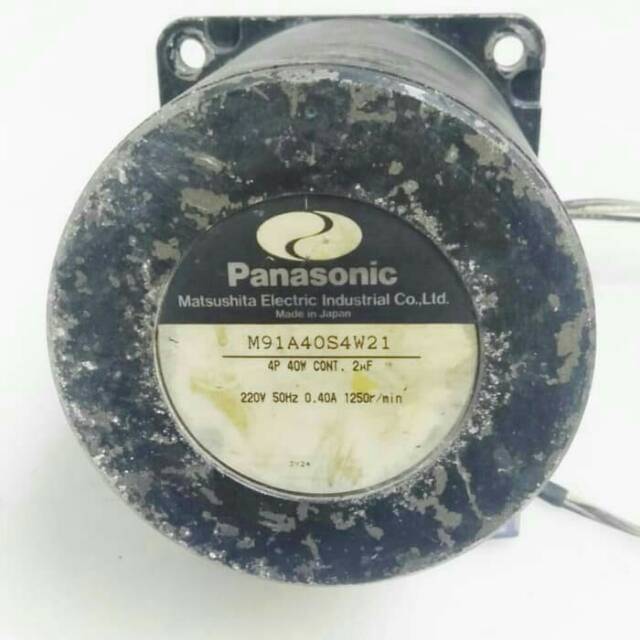 Panasonic
Matsushita Electric Industrial Co.,Ltd.
Made in Japan
M91A40S4W21
4P 40W CONT. 2μF
220V 50Hz 0.40A 1250r/min